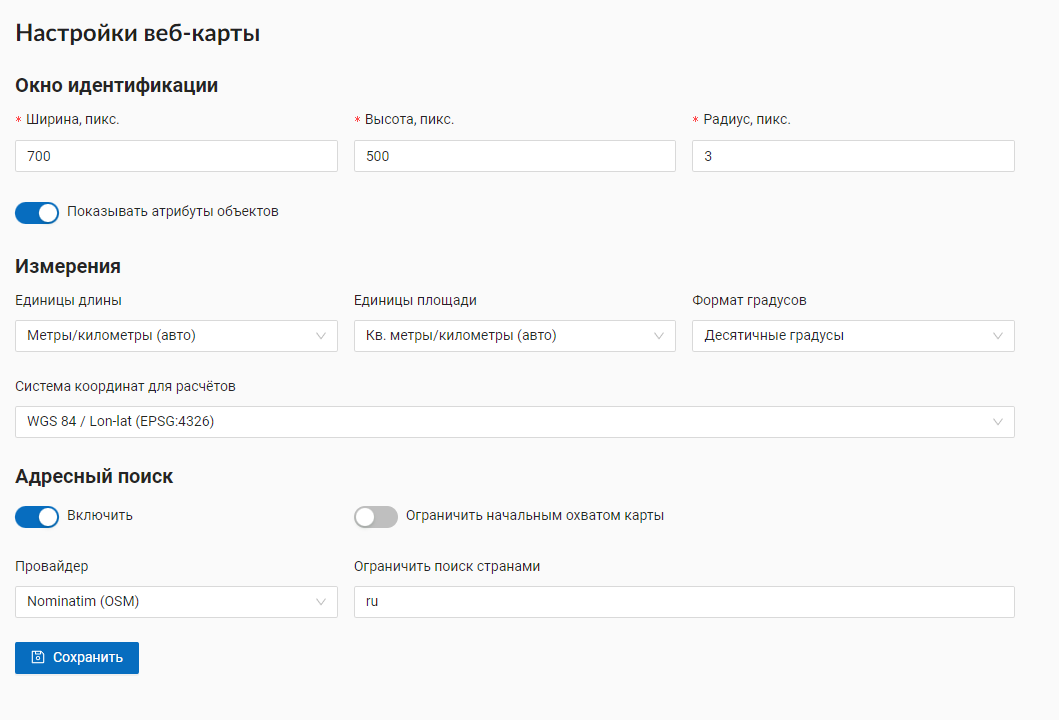 Настройки веб-карты
Окно идентификации
* Ширина, пикс. * Высота, пикс. * Радиус, пикс.
700 500 3
Показывать атрибуты объектов
Измерения
Единицы длины Единицы площади Формат градусов
Метры/километры (авто) Кв. метры/километры (авто) Десятичные градусы
Система координат для расчётов
WGS 84 / Lon-lat (EPSG:4326)
Адресный поиск
Включить Ограничить начальным охватом карты
Провайдер Ограничить поиск странами
Nominatim (OSM) ru
Сохранить